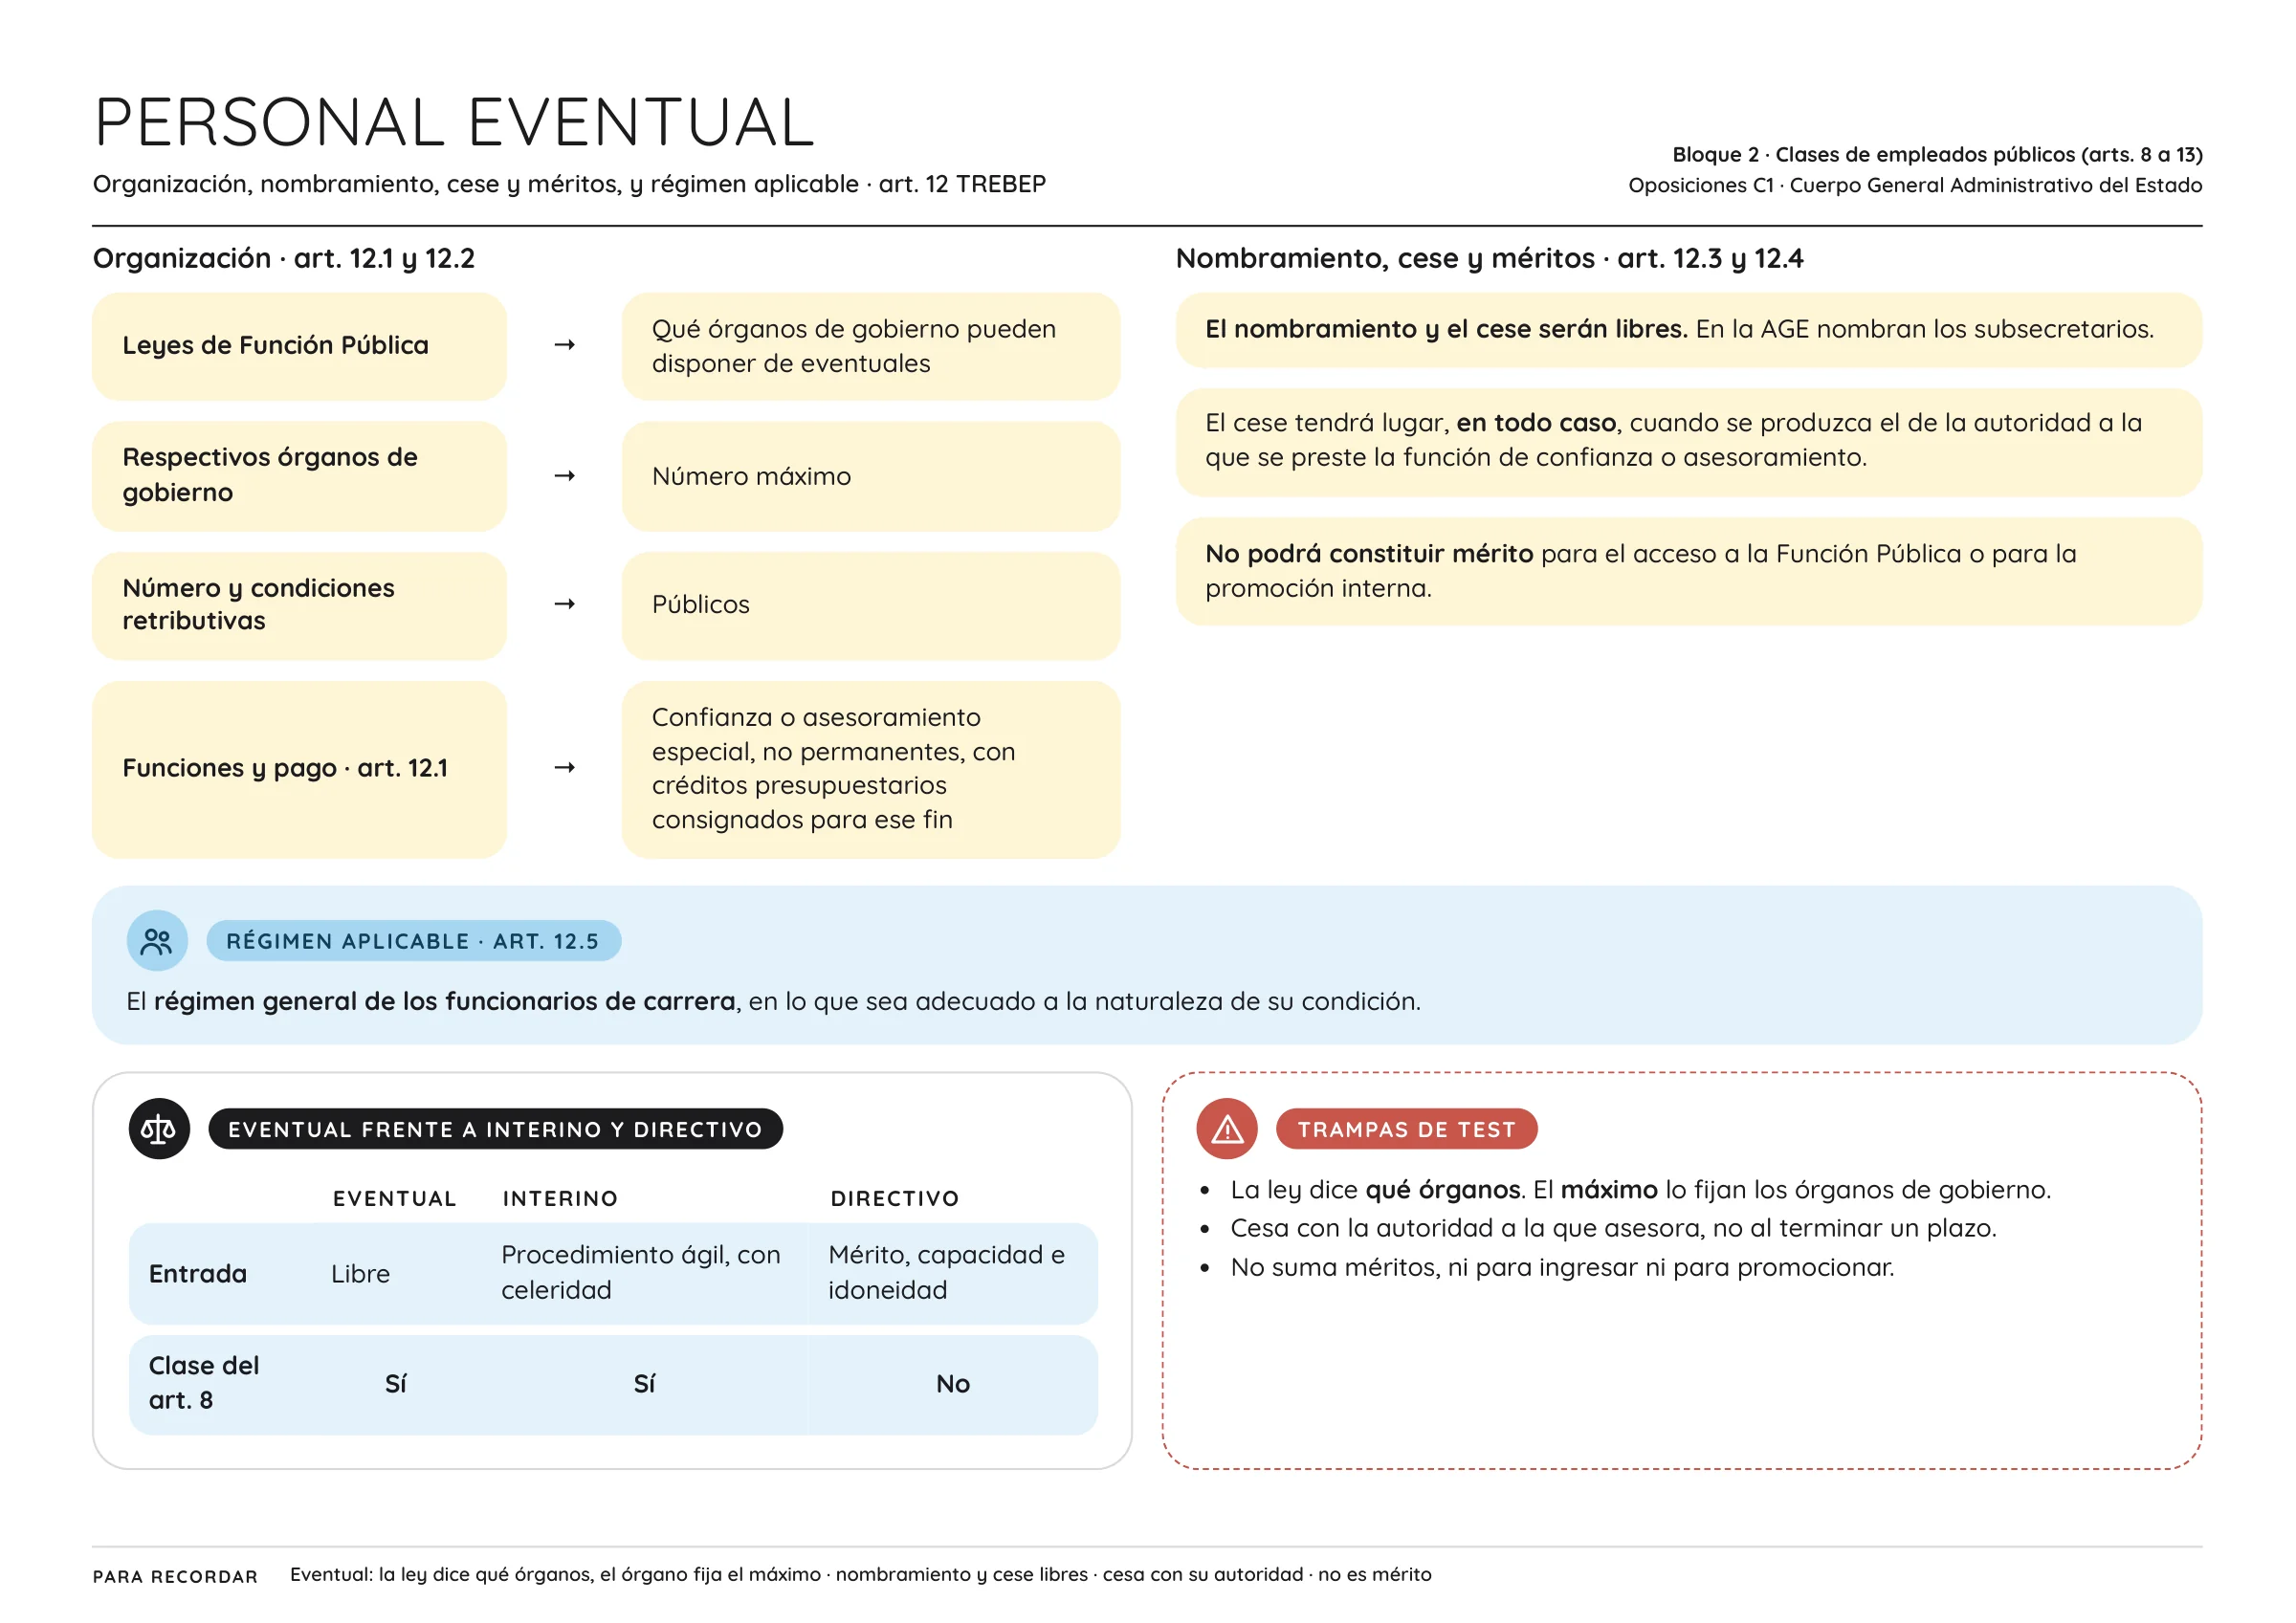 PERSONAL EVENTUAL
Organización, nombramiento, cese y méritos, y régimen aplicable · art. 12 TREBEP
Bloque 2 · Clases de empleados públicos (arts. 8 a 13)
Oposiciones C1 · Cuerpo General Administrativo del Estado
Organización · art. 12.1 y 12.2
Leyes de Función Pública
→
Qué órganos de gobierno pueden
disponer de eventuales
Respectivos órganos de
gobierno
→
Número máximo
Número y condiciones
retributivas
→
Públicos
Funciones y pago · art. 12.1
→
Confianza o asesoramiento
especial, no permanentes, con
créditos presupuestarios
consignados para ese fin
Nombramiento, cese y méritos · art. 12.3 y 12.4
El nombramiento y el cese serán libres. En la AGE nombran los subsecretarios.
El cese tendrá lugar, en todo caso, cuando se produzca el de la autoridad a la
que se preste la función de confianza o asesoramiento.
No podrá constituir mérito para el acceso a la Función Pública o para la
promoción interna.
RÉGIMEN APLICABLE · ART. 12.5
El régimen general de los funcionarios de carrera, en lo que sea adecuado a la naturaleza de su condición.
EVENTUAL FRENTE A INTERINO Y DIRECTIVO
EVENTUAL INTERINO DIRECTIVO
Entrada
Libre
Procedimiento ágil, con
celeridad
Mérito, capacidad e
idoneidad
Clase del
art. 8
Sí
Sí
No
TRAMPAS DE TEST
• La ley dice qué órganos. El máximo lo fijan los órganos de gobierno.
• Cesa con la autoridad a la que asesora, no al terminar un plazo.
• No suma méritos, ni para ingresar ni para promocionar.
PARA RECORDAR Eventual: la ley dice qué órganos, el órgano fija el máximo · nombramiento y cese libres · cesa con su autoridad · no es mérito